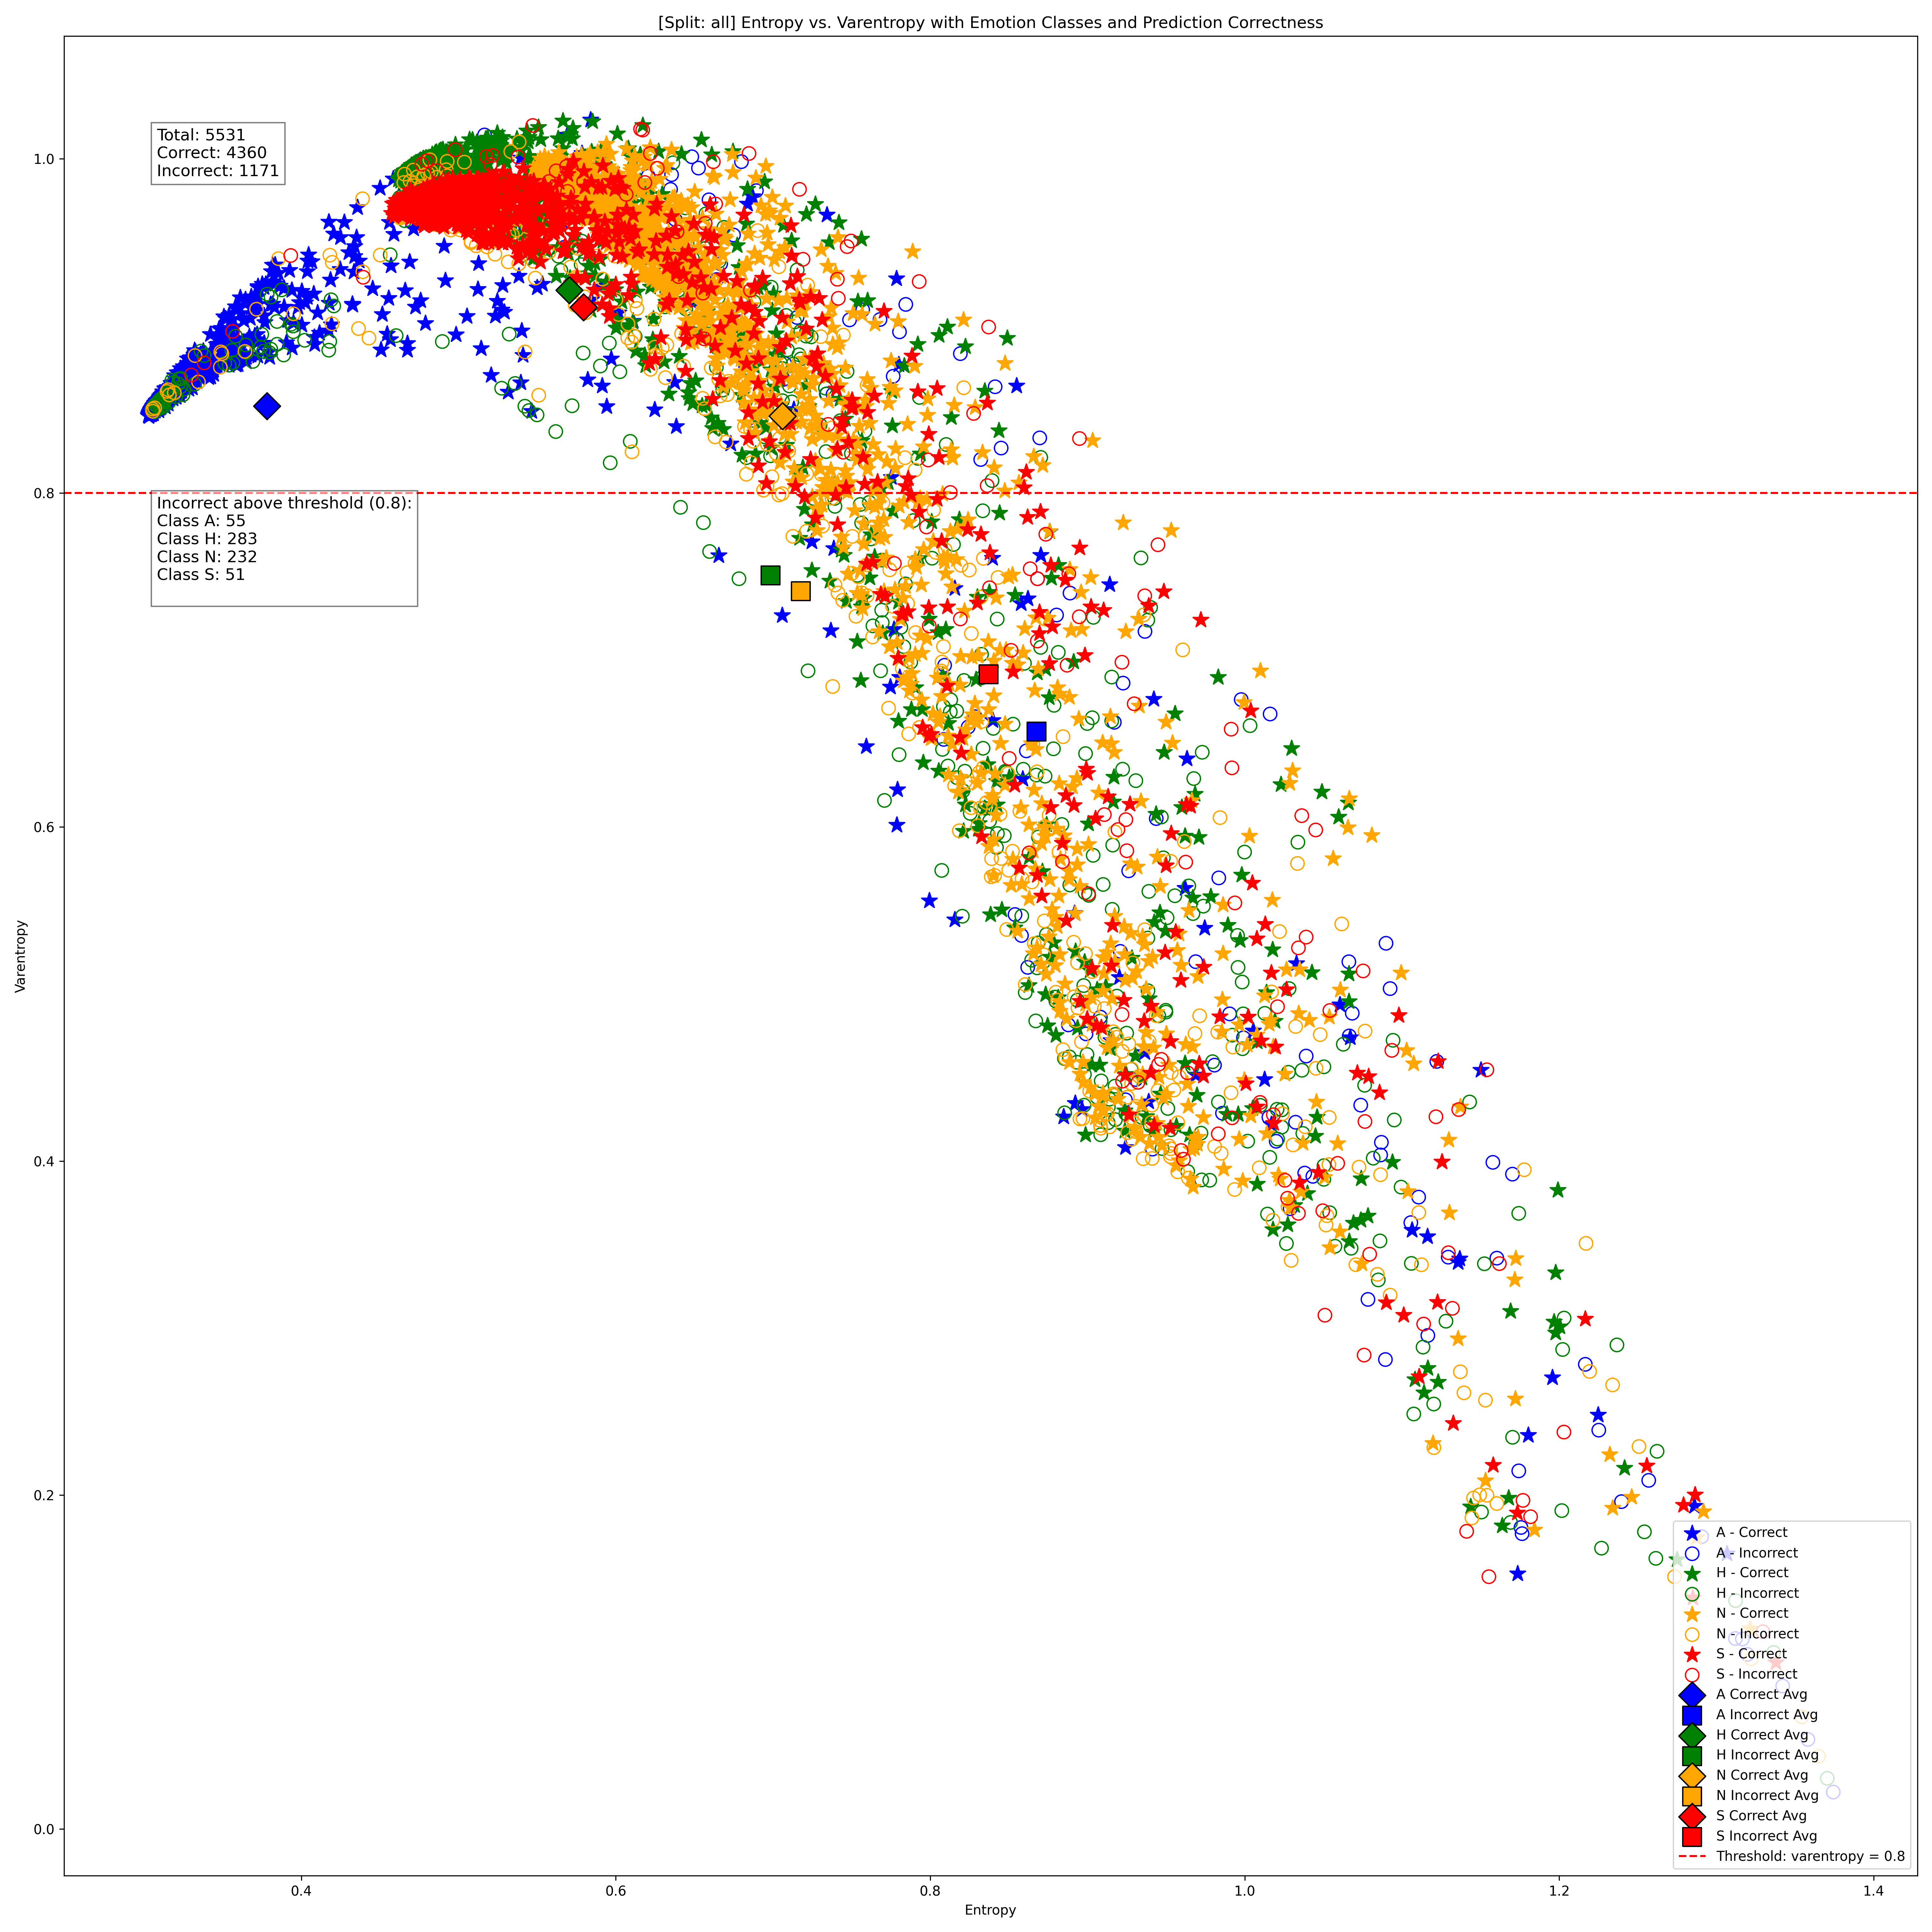 [Split: all] Entropy vs. Varentropy with Emotion Classes and Prediction Correctness
Total: 5531
Correct: 4360
Incorrect: 1171
Incorrect above threshold (0.8):
Class A: 55
Class H: 283
Class N: 232
Class S: 51
1.0
0.8
0.6
0.4
0.2
0.0
Varentropy
A - Correct
A - Incorrect
H - Correct
H - Incorrect
N - Correct
N - Incorrect
S - Correct
S - Incorrect
A Correct Avg
A Incorrect Avg
H Correct Avg
H Incorrect Avg
N Correct Avg
N Incorrect Avg
S Correct Avg
S Incorrect Avg
Threshold: varentropy = 0.8
0.4 0.6 0.8 1.0 1.2 1.4
Entropy